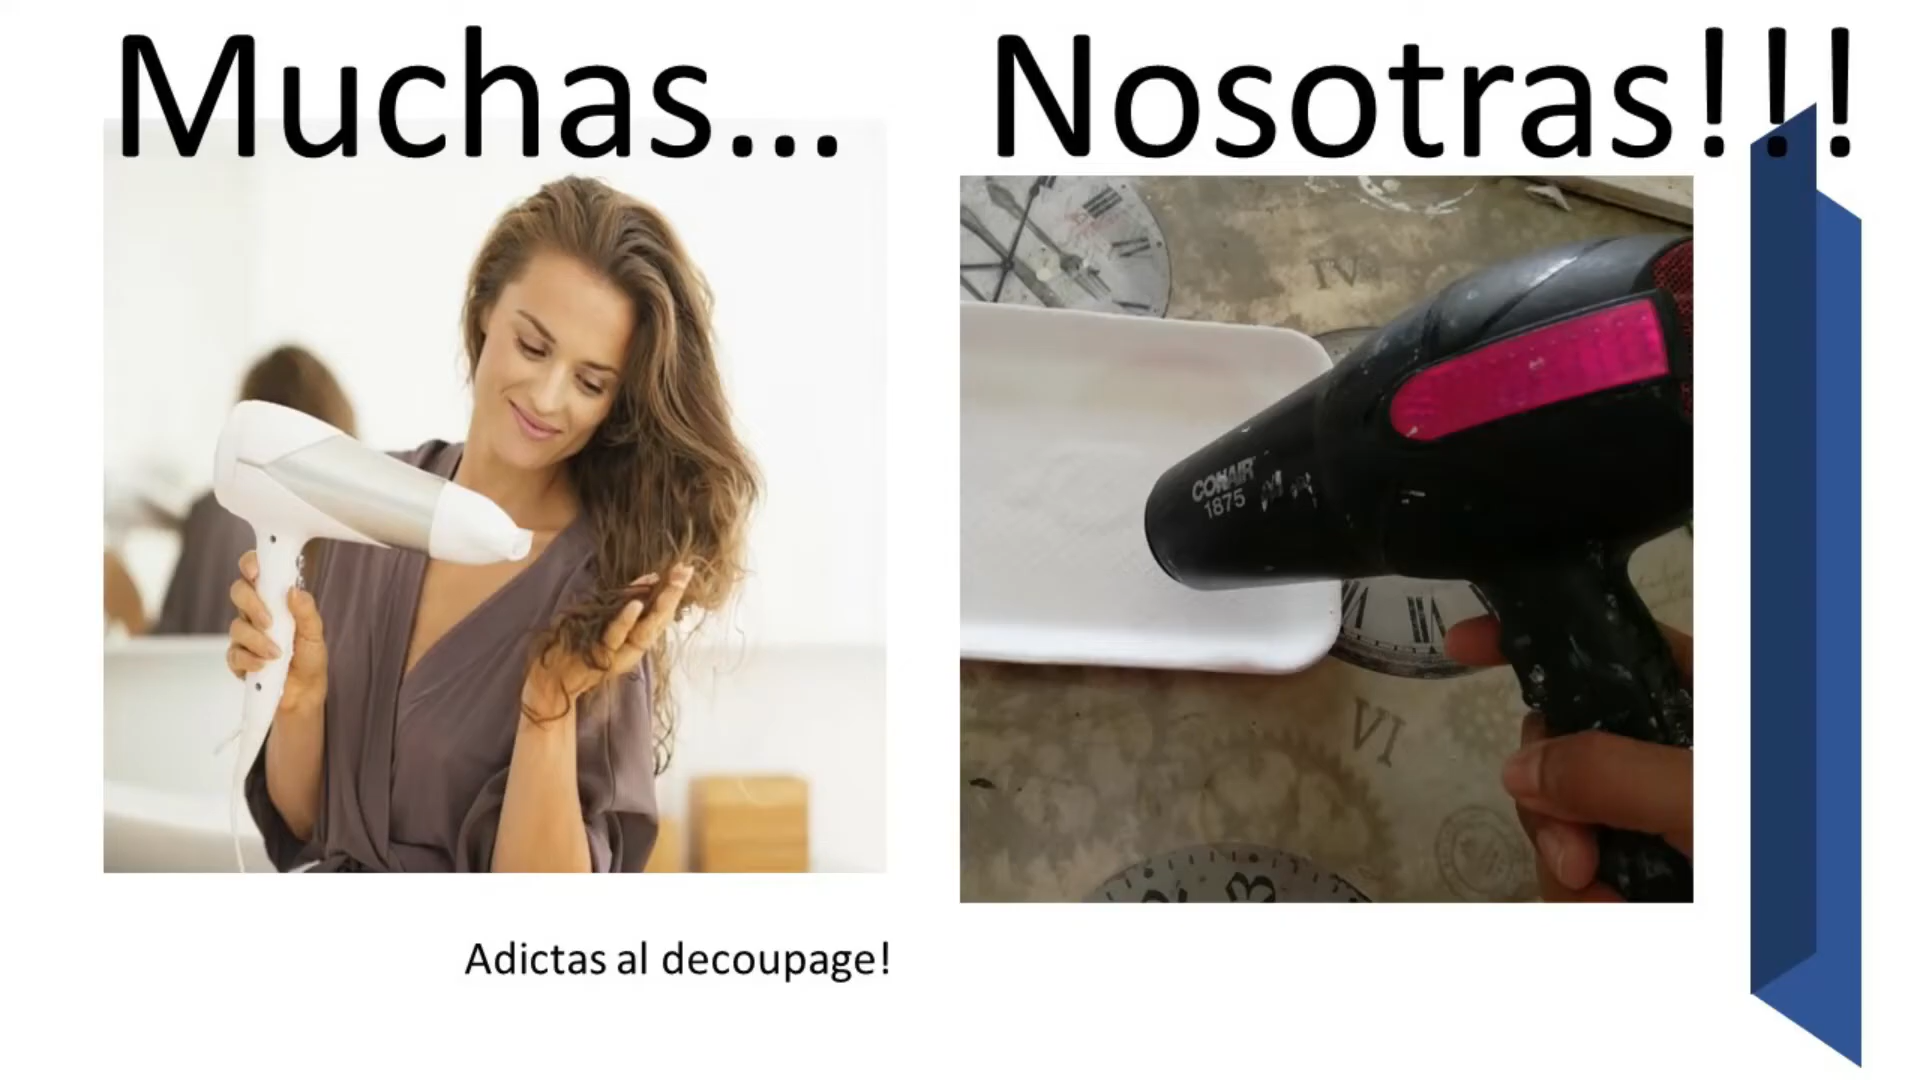 Muchas...
Nosotras!!!
IV
CONAIR
1875
VI
Adictas al decoupage!